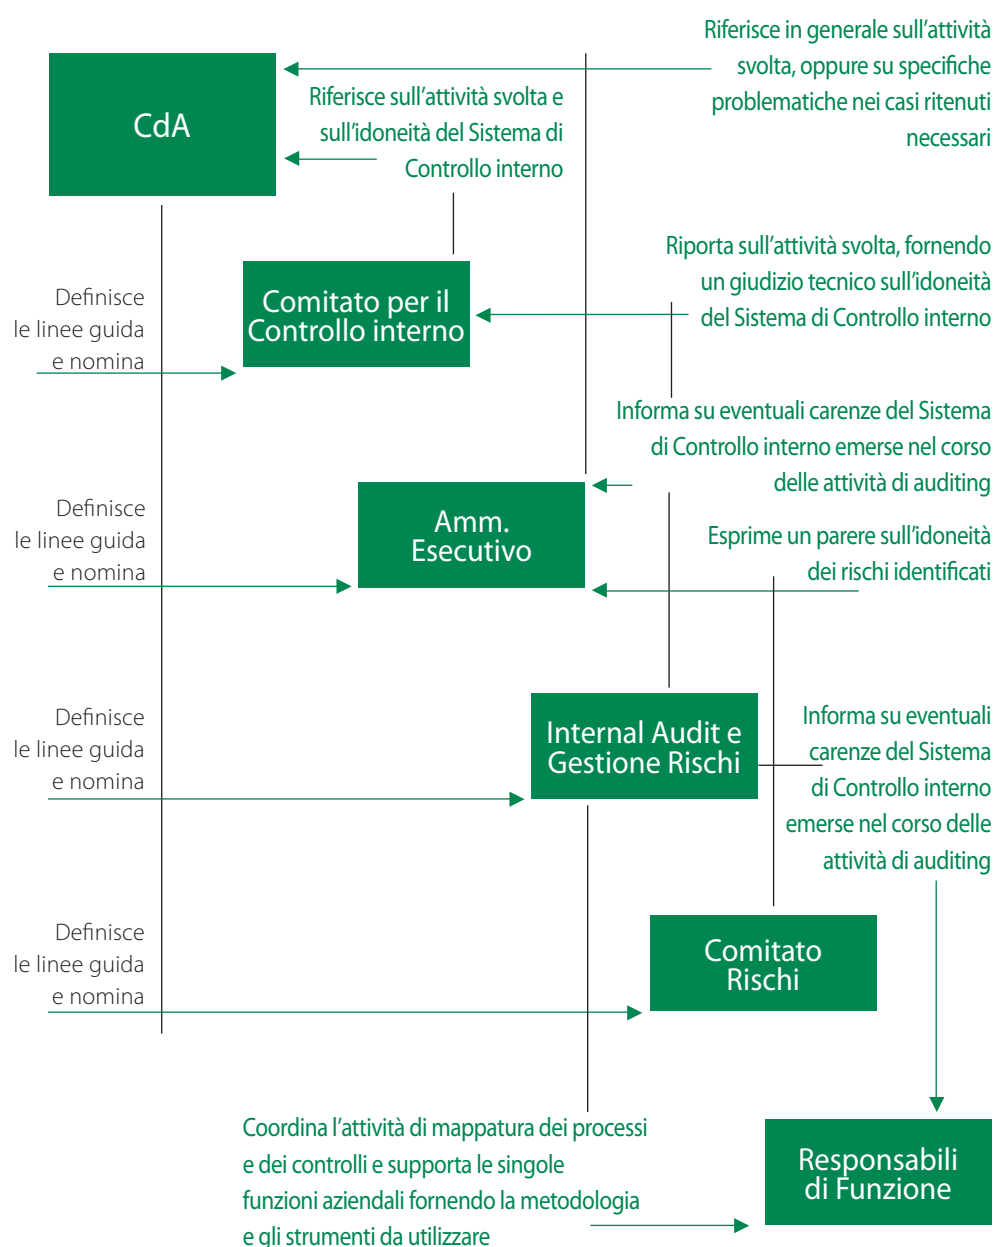 Riferisce in generale sull'attività
svolta, oppure su specifiche
problematiche nei casi ritenuti
necessari
CdA
Riferisce sull'attività svolta e
sull'idoneità del Sistema di
Controllo interno
Riporta sull'attività svolta, fornendo
un giudizio tecnico sull'idoneità
del Sistema di Controllo interno
Definisce
le linee guida
e nomina
Comitato per il
Controllo interno
Informa su eventuali carenze del Sistema
di Controllo interno emerse nel corso
delle attività di auditing
Definisce
le linee guida
e nomina
Amm.
Esecutivo
Esprime un parere sull'idoneità
dei rischi identificati
Definisce
le linee guida
e nomina
Internal Audit e
Gestione Rischi
Informa su eventuali
carenze del Sistema
di Controllo interno
emerse nel corso delle
attività di auditing
Definisce
le linee guida
e nomina
Comitato
Rischi
Coordina l'attività di mappatura dei processi
e dei controlli e supporta le singole
funzioni aziendali fornendo la metodologia
e gli strumenti da utilizzare
Responsabili
di Funzione